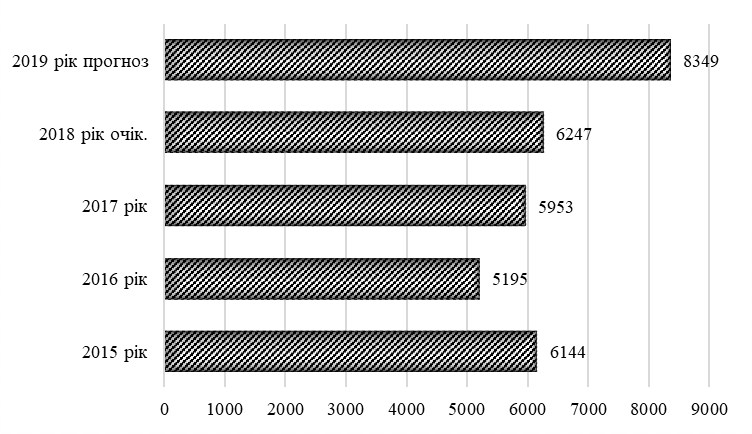 2019 рік прогноз 8349
2018 рік очік. 6247
2017 рік 5953
2016 рік 5195
2015 рік 6144
0 1000 2000 3000 4000 5000 6000 7000 8000 9000